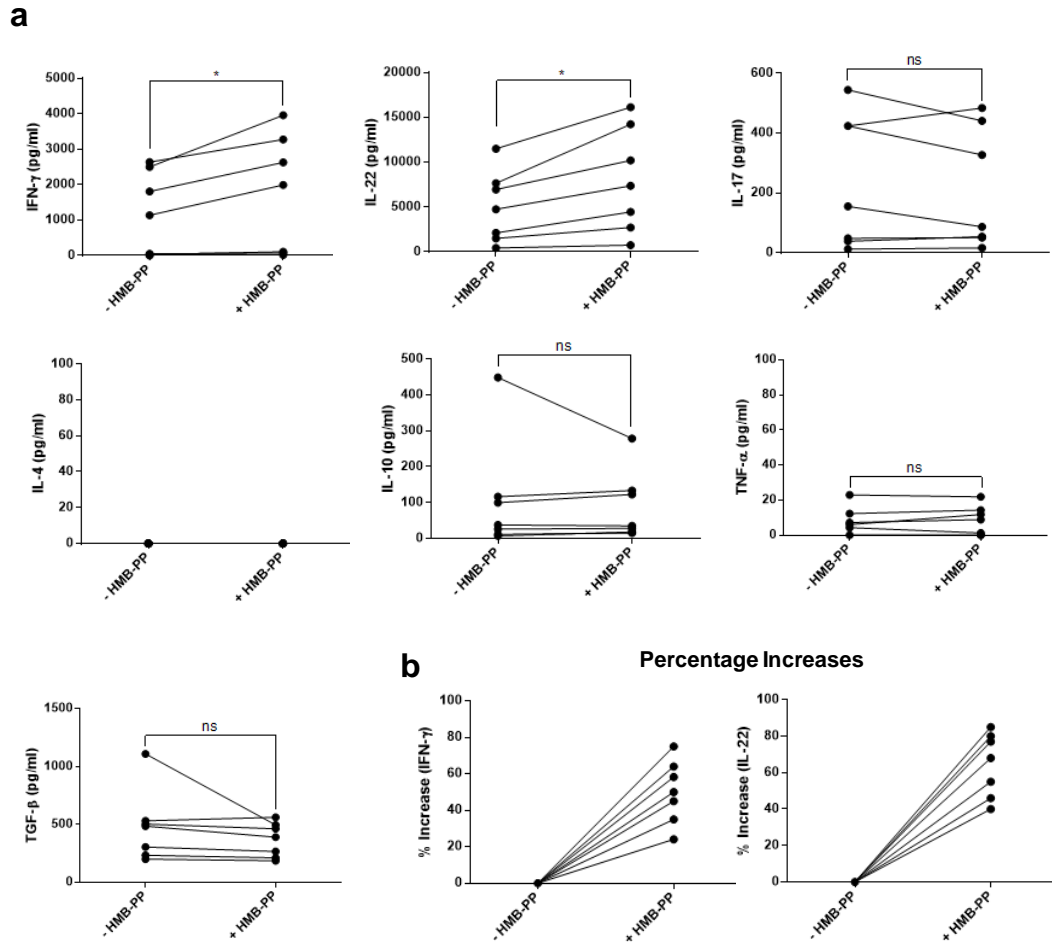 a
IFN-γ (pg/ml)
5000
4000
3000
2000
1000
0
*
- HMB-PP
+ HMB-PP
IL-22 (pg/ml)
20000
15000
10000
5000
0
*
- HMB-PP
+ HMB-PP
IL-17 (pg/ml)
600
400
200
0
ns
- HMB-PP
+ HMB-PP
IL-4 (pg/ml)
100
80
60
40
20
0
- HMB-PP
+ HMB-PP
IL-10 (pg/ml)
500
400
300
200
100
0
ns
- HMB-PP
+ HMB-PP
TNF-α (pg/ml)
100
80
60
40
20
0
ns
- HMB-PP
+ HMB-PP
TGF-β (pg/ml)
1500
1000
500
0
ns
- HMB-PP
+ HMB-PP
b
Percentage Increases
% Increase (IFN-γ)
100
80
60
40
20
0
- HMB-PP
+ HMB-PP
% Increase (IL-22)
100
80
60
40
20
0
- HMB-PP
+ HMB-PP